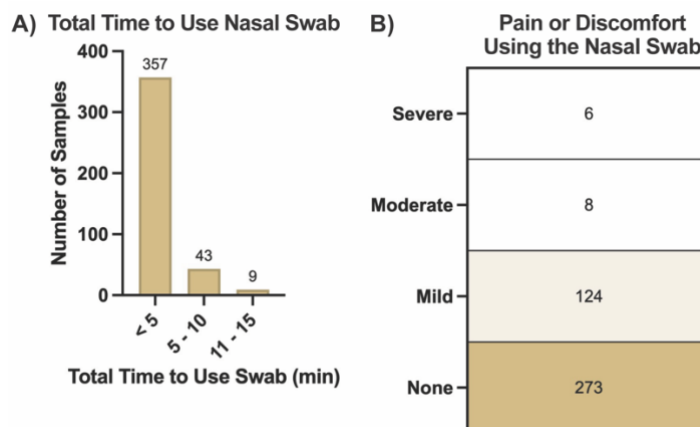 A) Total Time to Use Nasal Swab
400
300
200
100
0
Number of Samples
357
43
9
< 5
5 - 10
11 - 15
Total Time to Use Swab (min)
B) Pain or Discomfort
Using the Nasal Swab
Severe
6
Moderate
8
Mild
124
None
273